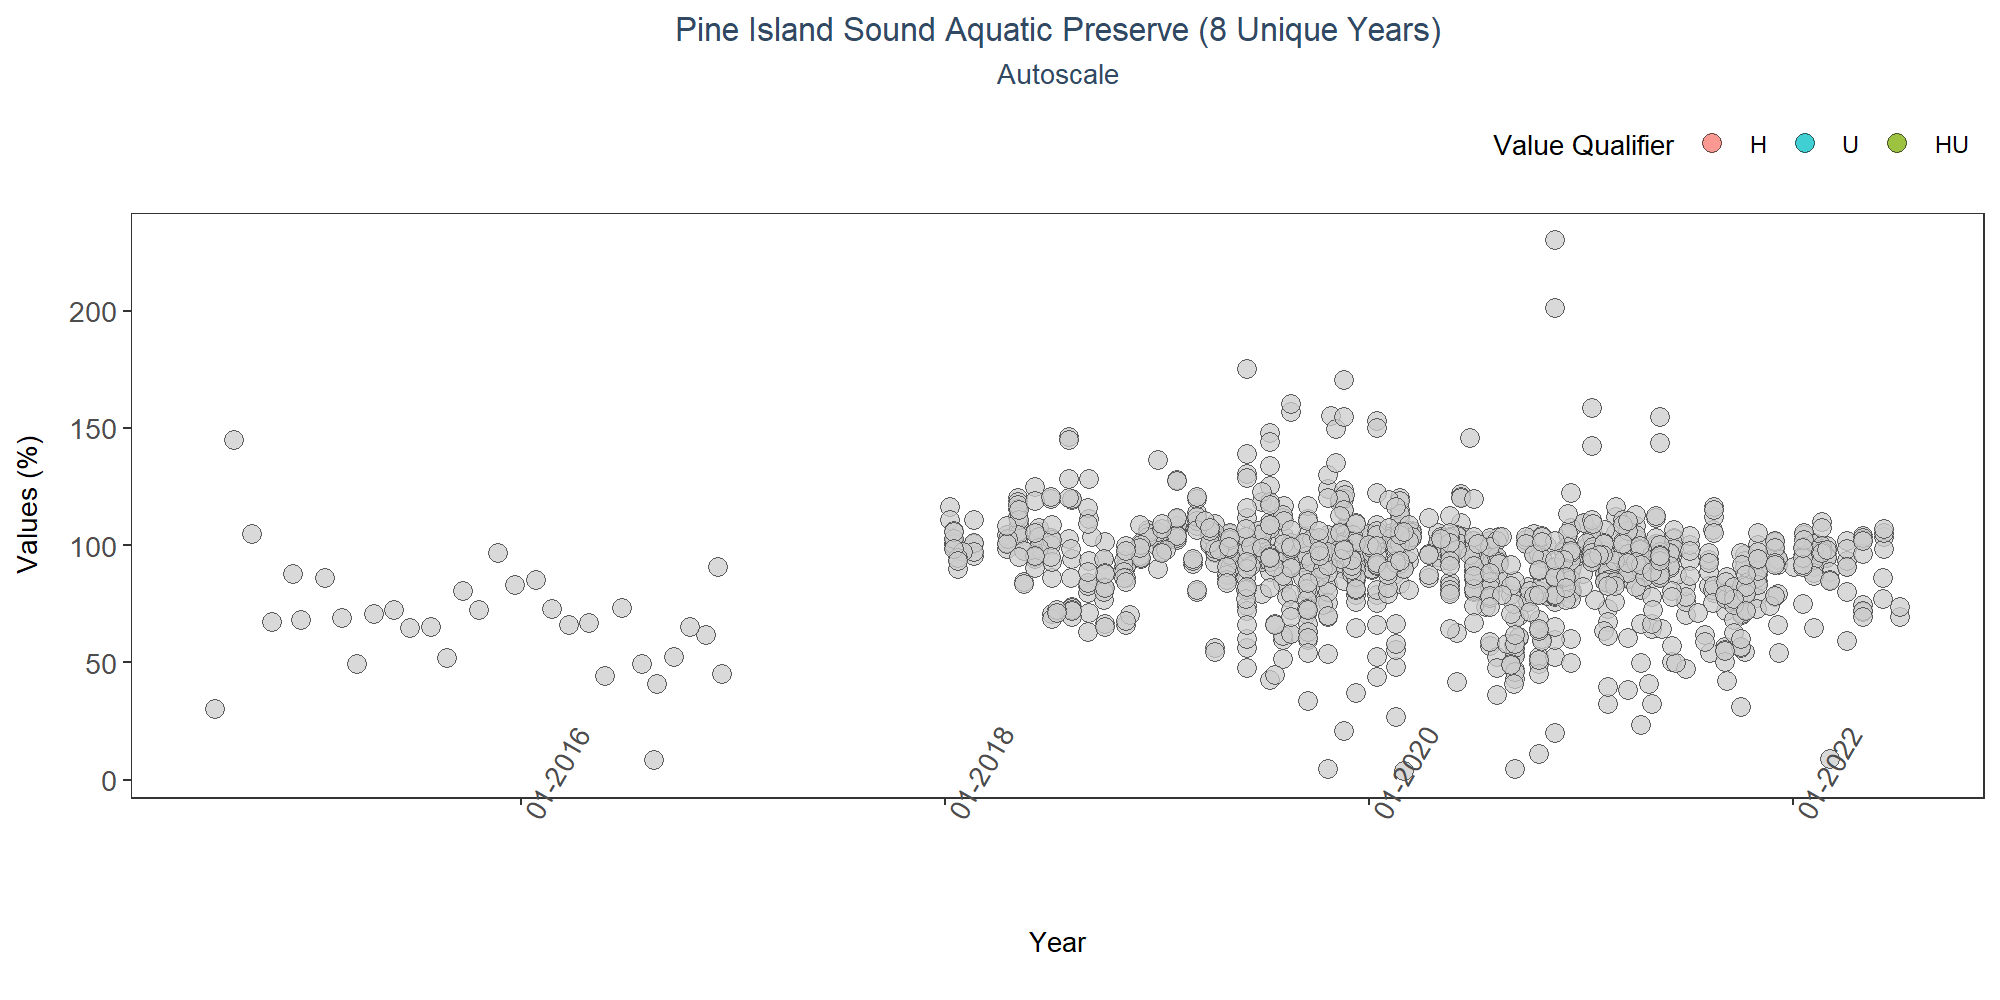 Pine Island Sound Aquatic Preserve (8 Unique Years)
Autoscale
Value Qualifier H U HU
Values (%)
200
150
100
50
0
01-2016
01-2018
01-2020
01-2022
Year